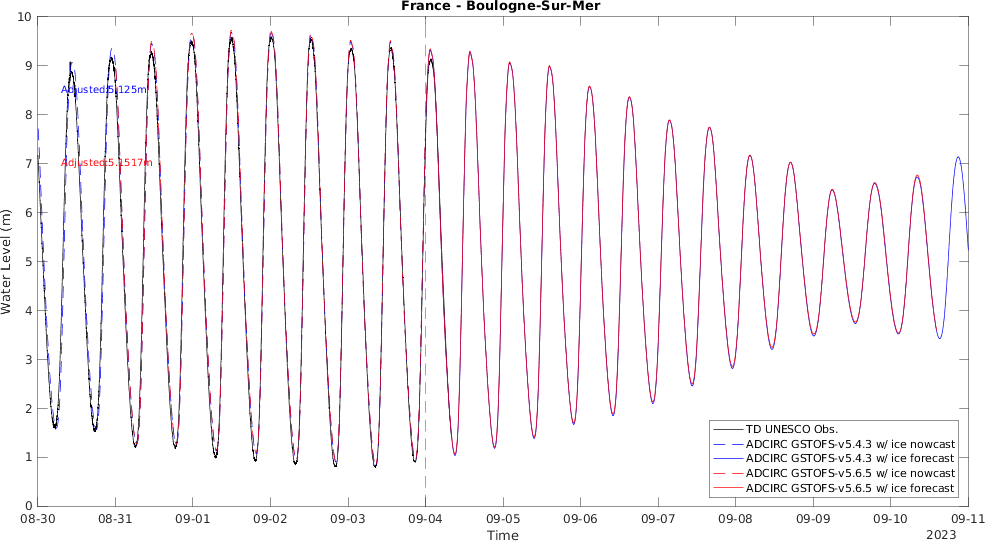 France - Boulogne-Sur-Mer
10
9
8
7
6
5
4
3
2
1
0
Water Level (m)
Adjusted:5.125m
Adjusted:5.1517m
TD UNESCO Obs.
ADCIRC GSTOFS-v5.4.3 w/ ice nowcast
ADCIRC GSTOFS-v5.4.3 w/ ice forecast
ADCIRC GSTOFS-v5.6.5 w/ ice nowcast
ADCIRC GSTOFS-v5.6.5 w/ ice forecast
08-30 08-31 09-01 09-02 09-03 09-04 09-05 09-06 09-07 09-08 09-09 09-10 09-11
Time
2023